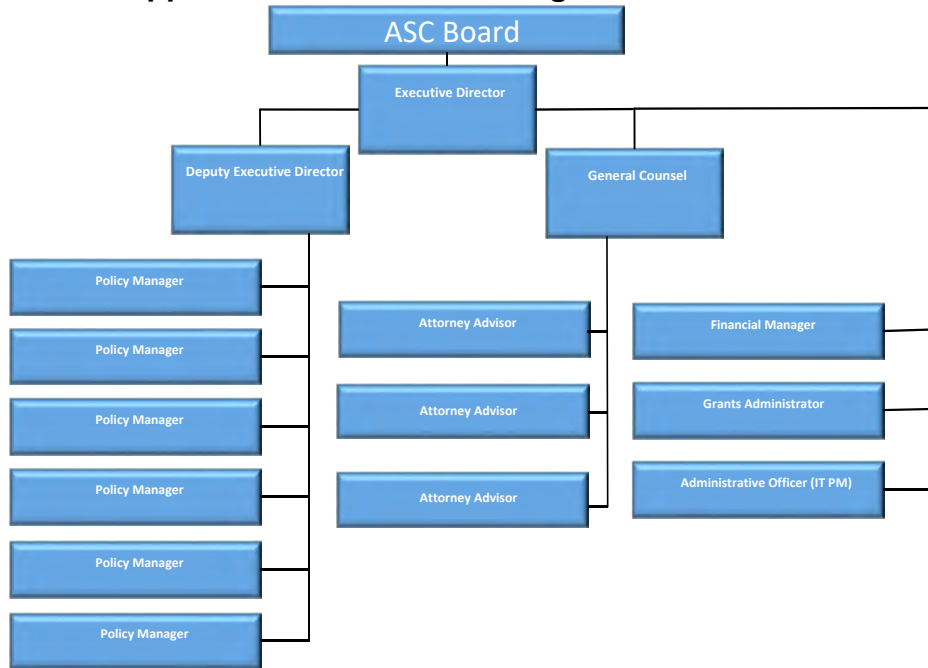 ASC Board
Executive Director
Deputy Executive Director
General Counsel
Policy Manager
Policy Manager
Policy Manager
Policy Manager
Policy Manager
Policy Manager
Attorney Advisor
Attorney Advisor
Attorney Advisor
Financial Manager
Grants Administrator
Administrative Officer (IT PM)